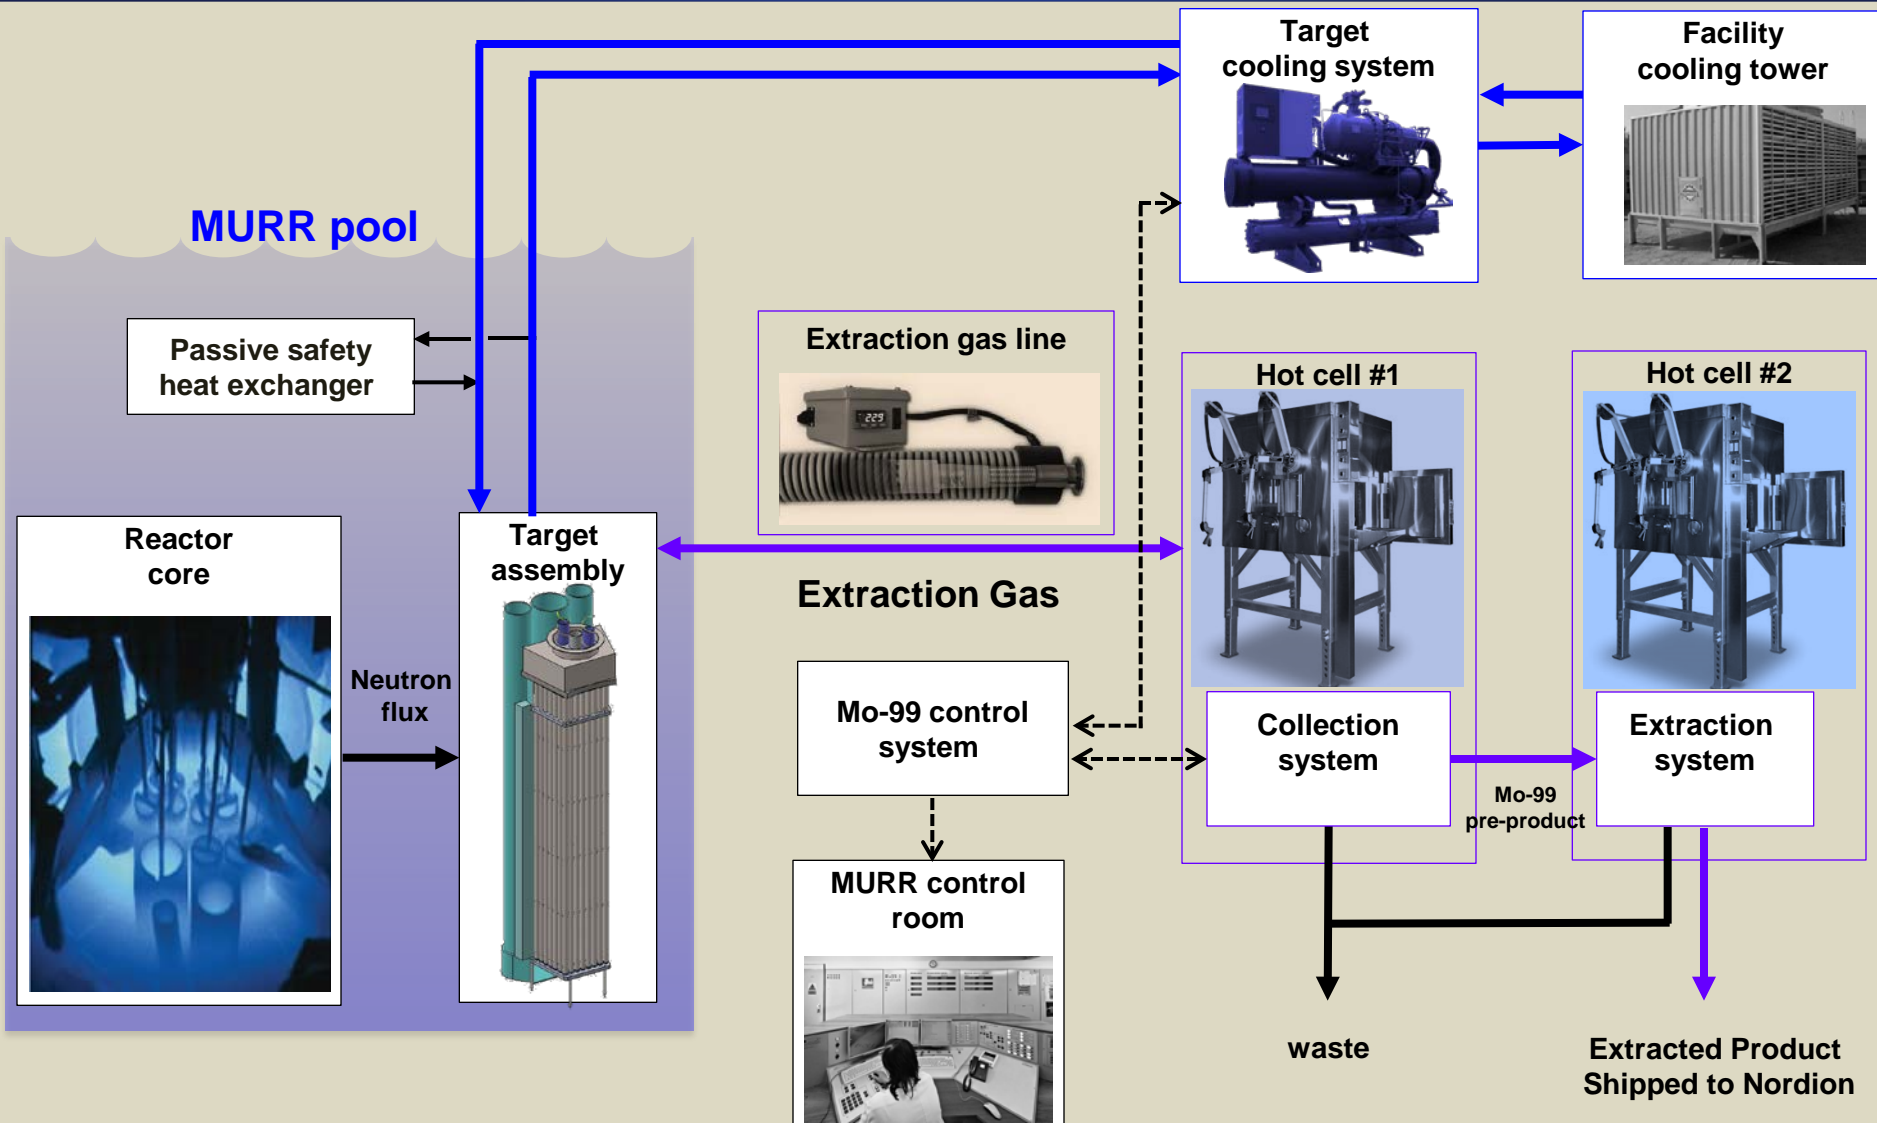 Target
cooling system
Facility
cooling tower
MURR pool
Passive safety
heat exchanger
Extraction gas line
229
Hot cell #1
Hot cell #2
Reactor
core
Target
assembly
Extraction Gas
Neutron
flux
Mo-99 control
system
Collection
system
Extraction
system
Mo-99
pre-product
MURR control
room
waste
Extracted Product
Shipped to Nordion